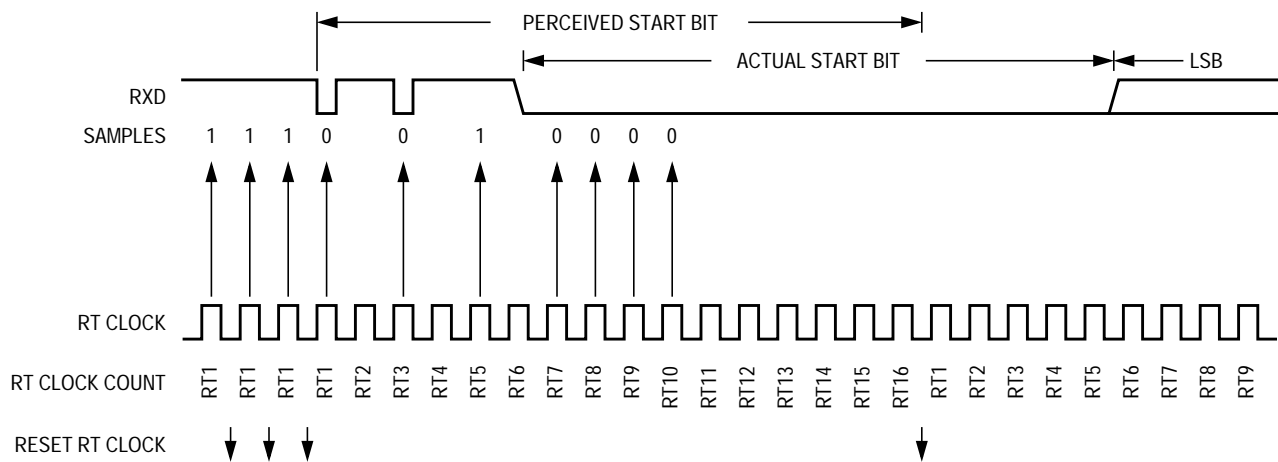 PERCEIVED START BIT
ACTUAL START BIT
LSB
RXD
SAMPLES 1 1 1 0 0 1 0 0 0 0
RT CLOCK
RT CLOCK COUNT RT1 RT1 RT1 RT1 RT2 RT3 RT4 RT5 RT6 RT7 RT8 RT9 RT10 RT11 RT12 RT13 RT14 RT15 RT16 RT1 RT2 RT3 RT4 RT5 RT6 RT7 RT8 RT9
RESET RT CLOCK